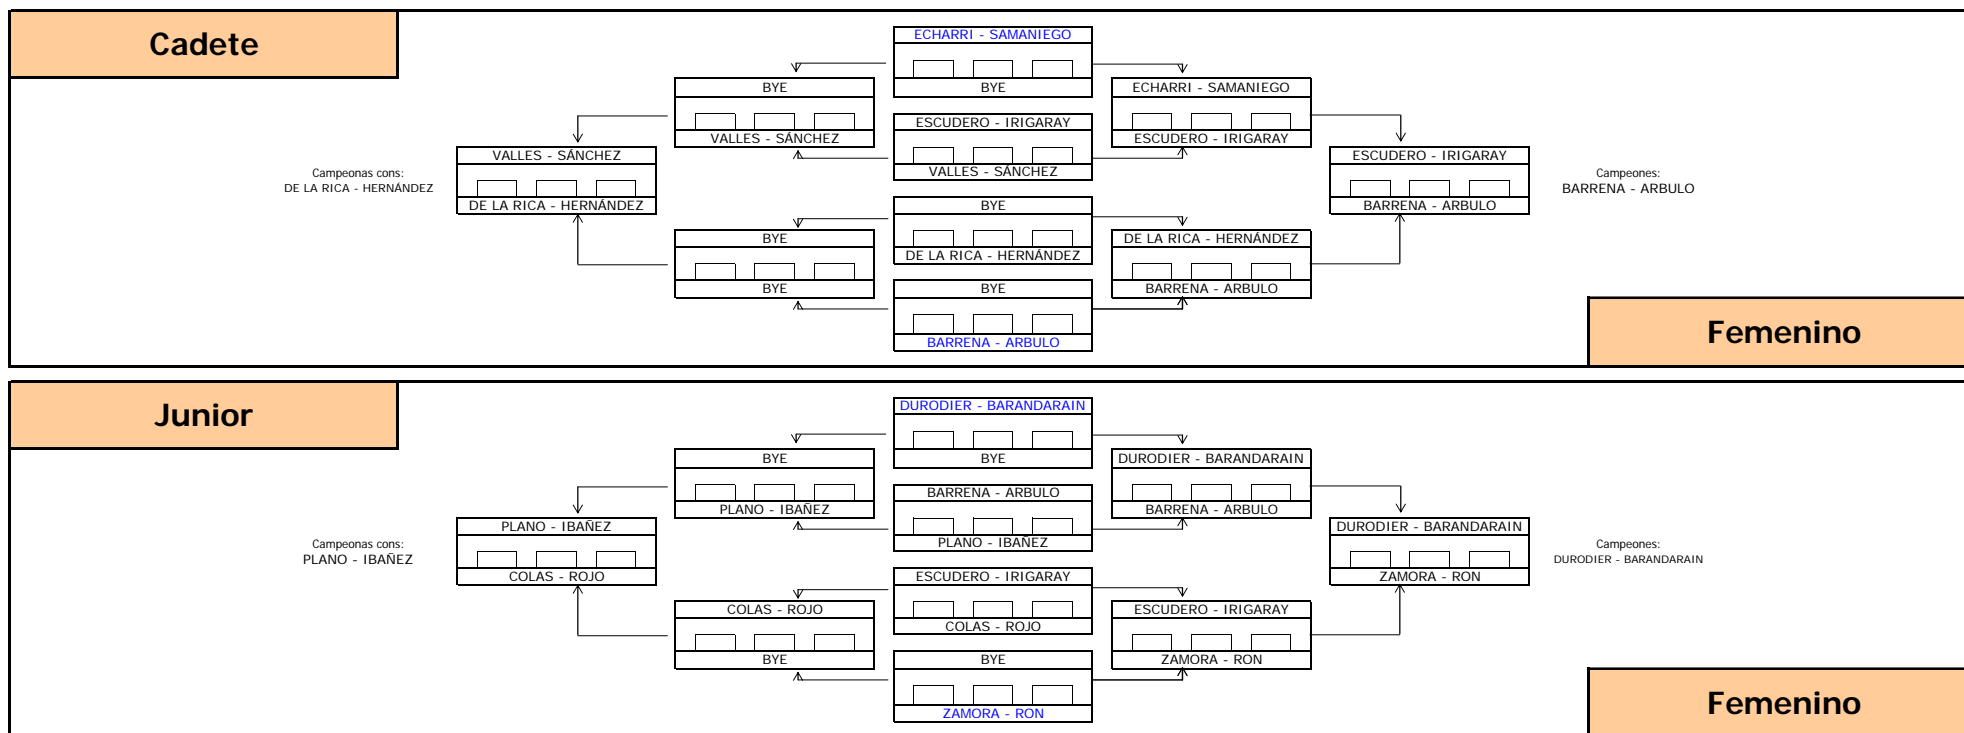 Cadete
ECHARRI - SAMANIEGO
BYE
BYE
VALLES - SÁNCHEZ
ESCUDERO - IRIGARAY
VALLES - SÁNCHEZ
ECHARRI - SAMANIEGO
ESCUDERO - IRIGARAY
VALLES - SÁNCHEZ
DE LA RICA - HERNÁNDEZ
Campeonas cons:
DE LA RICA - HERNÁNDEZ
ESCUDERO - IRIGARAY
BARRENA - ARBULO
Campeones:
BARRENA - ARBULO
BYE
DE LA RICA - HERNÁNDEZ
BYE
BYE
DE LA RICA - HERNÁNDEZ
BARRENA - ARBULO
BYE
BARRENA - ARBULO
Femenino
Junior
DURODIER - BARANDARAIN
BYE
BYE
PLANO - IBAÑEZ
BARRENA - ARBULO
PLANO - IBAÑEZ
DURODIER - BARANDARAIN
BARRENA - ARBULO
PLANO - IBAÑEZ
COLAS - ROJO
Campeonas cons:
PLANO - IBAÑEZ
DURODIER - BARANDARAIN
ZAMORA - RON
Campeones:
DURODIER - BARANDARAIN
ESCUDERO - IRIGARAY
COLAS - ROJO
COLAS - ROJO
BYE
ESCUDERO - IRIGARAY
ZAMORA - RON
BYE
ZAMORA - RON
Femenino